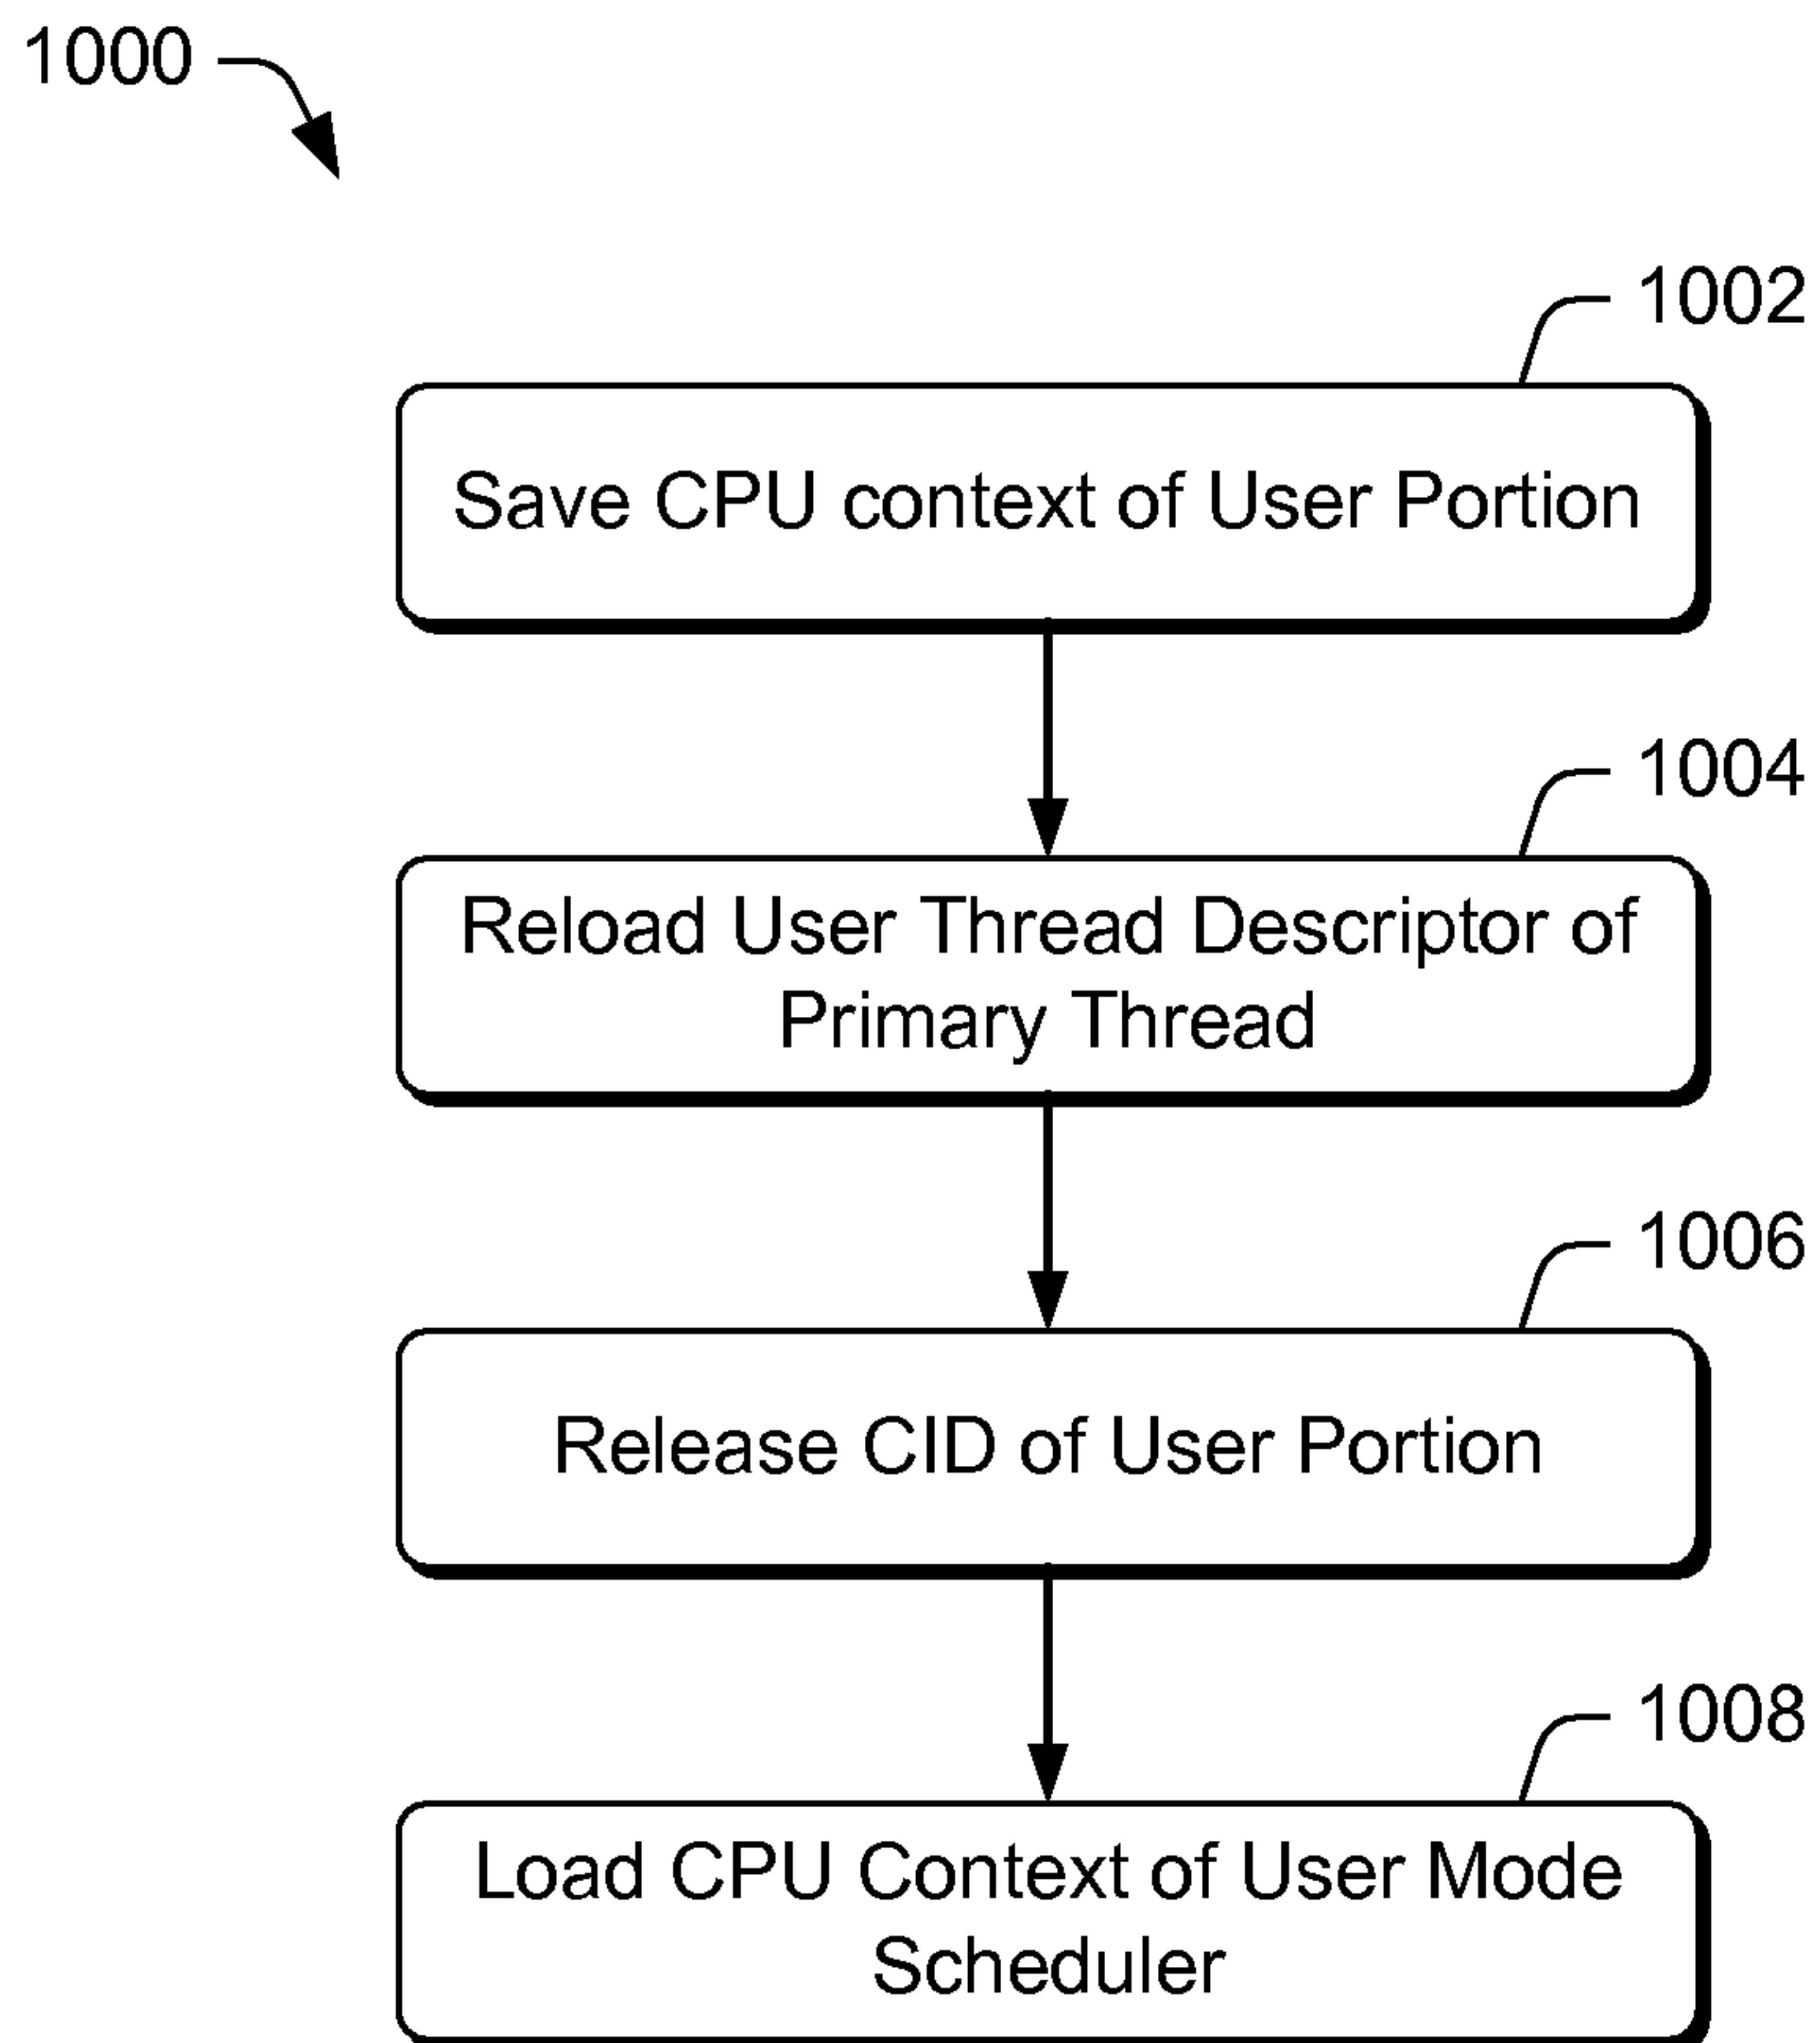 1000
1002
Save CPU context of User Portion
1004
Reload User Thread Descriptor of
Primary Thread
1006
Release CID of User Portion
1008
Load CPU Context of User Mode
Scheduler